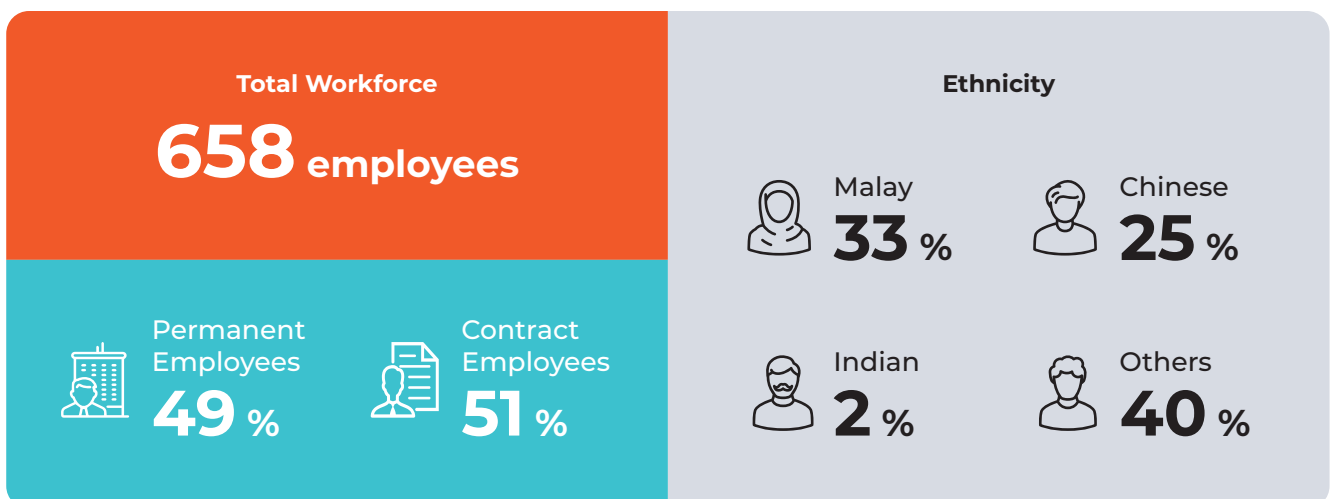 Total Workforce
658 employees
Permanent
Employees
49 %
Contract
Employees
51 %
Ethnicity
Malay
33 %
Chinese
25 %
Indian
2 %
Others
40 %